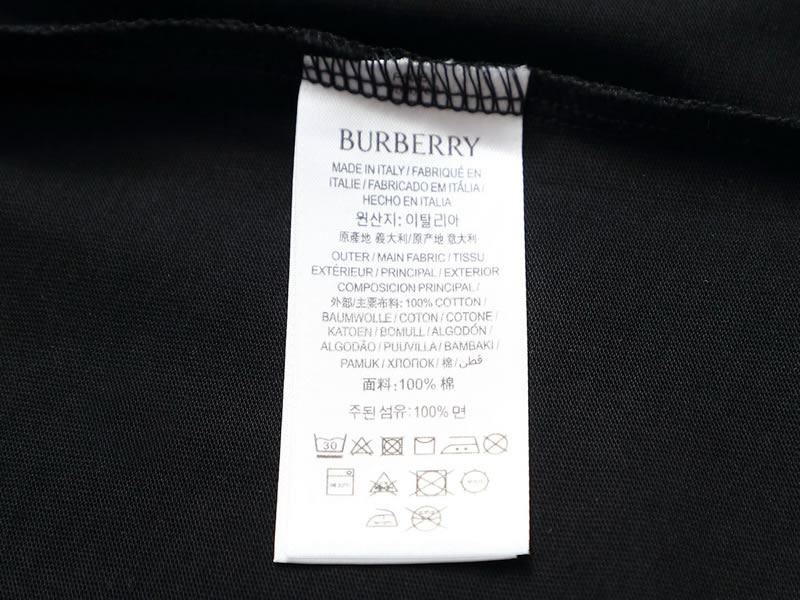 BURBERRY
MADE IN ITALY / FABRIQUÉ EN
ITALIE / FABRICADO EM ITÁLIA /
HECHO EN ITALIA
원산지: 이탈리아
原產地 義大利/原产地 意大利
OUTER / MAIN FABRIC / TISSU
EXTÉRIEUR / PRINCIPAL / EXTERIOR
COMPOSICION PRINCIPAL /
外部/主要布料: 100% COTTON /
BAUMWOLLE / COTON / COTONE /
KATOEN / BOMULL / ALGODÓN /
ALGODÃO / PUUVILLA / BAMBAKI /
PAMUK / ХЛОПОК / 棉 / قطن
面料: 100% 棉
주된 섬유: 100% 면
30